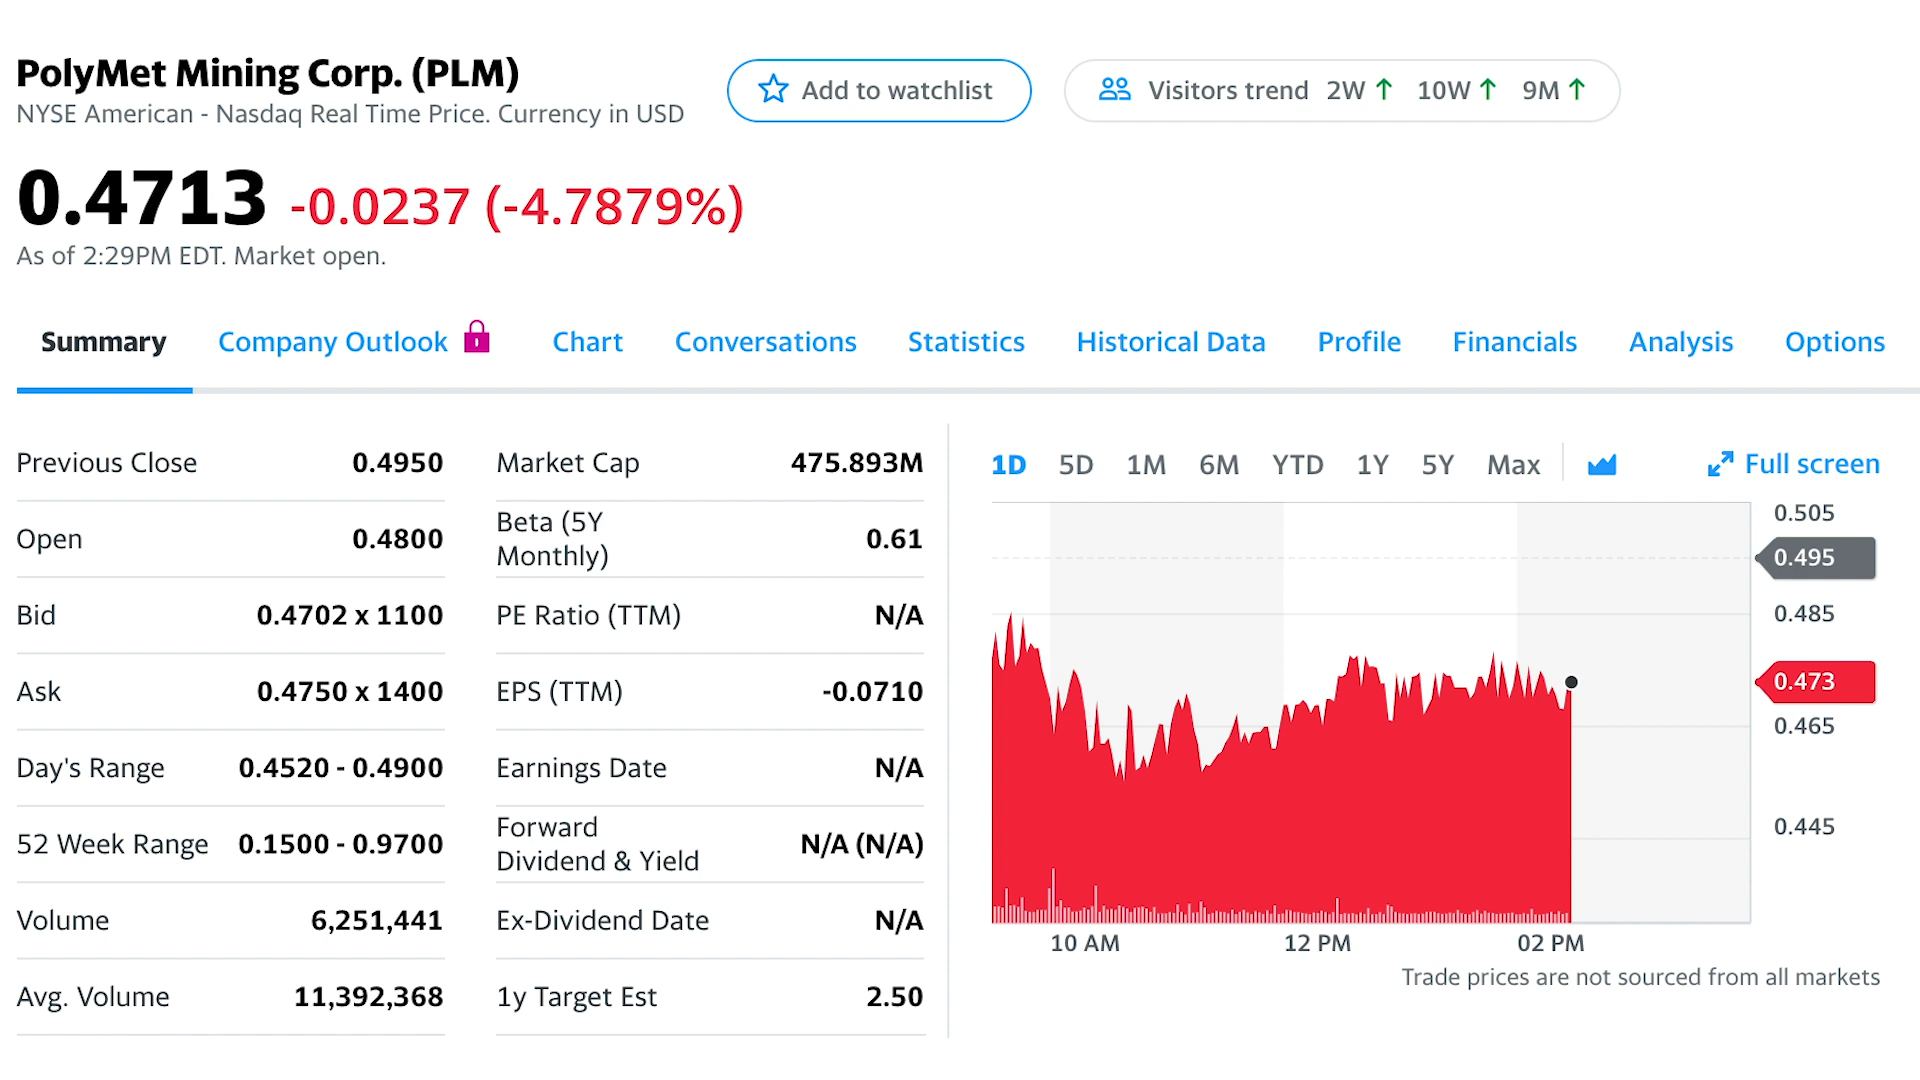 PolyMet Mining Corp. (PLM)
NYSE American - Nasdaq Real Time Price. Currency in USD
Add to watchlist
Visitors trend 2W ↑ 10W ↑ 9M ↑
0.4713 -0.0237 (-4.7879%)
As of 2:29PM EDT. Market open.
Summary Company Outlook Chart Conversations Statistics Historical Data Profile Financials Analysis Options
Previous Close 0.4950
Open 0.4800
Bid 0.4702 x 1100
Ask 0.4750 x 1400
Day's Range 0.4520 - 0.4900
52 Week Range 0.1500 - 0.9700
Volume 6,251,441
Avg. Volume 11,392,368
Market Cap 475.893M
Beta (5Y
Monthly) 0.61
PE Ratio (TTM) N/A
EPS (TTM) -0.0710
Earnings Date N/A
Forward
Dividend & Yield N/A (N/A)
Ex-Dividend Date N/A
1y Target Est 2.50
1D 5D 1M 6M YTD 1Y 5Y Max
Full screen
0.505
0.495
0.485
0.473
0.465
0.445
10 AM 12 PM 02 PM
Trade prices are not sourced from all markets